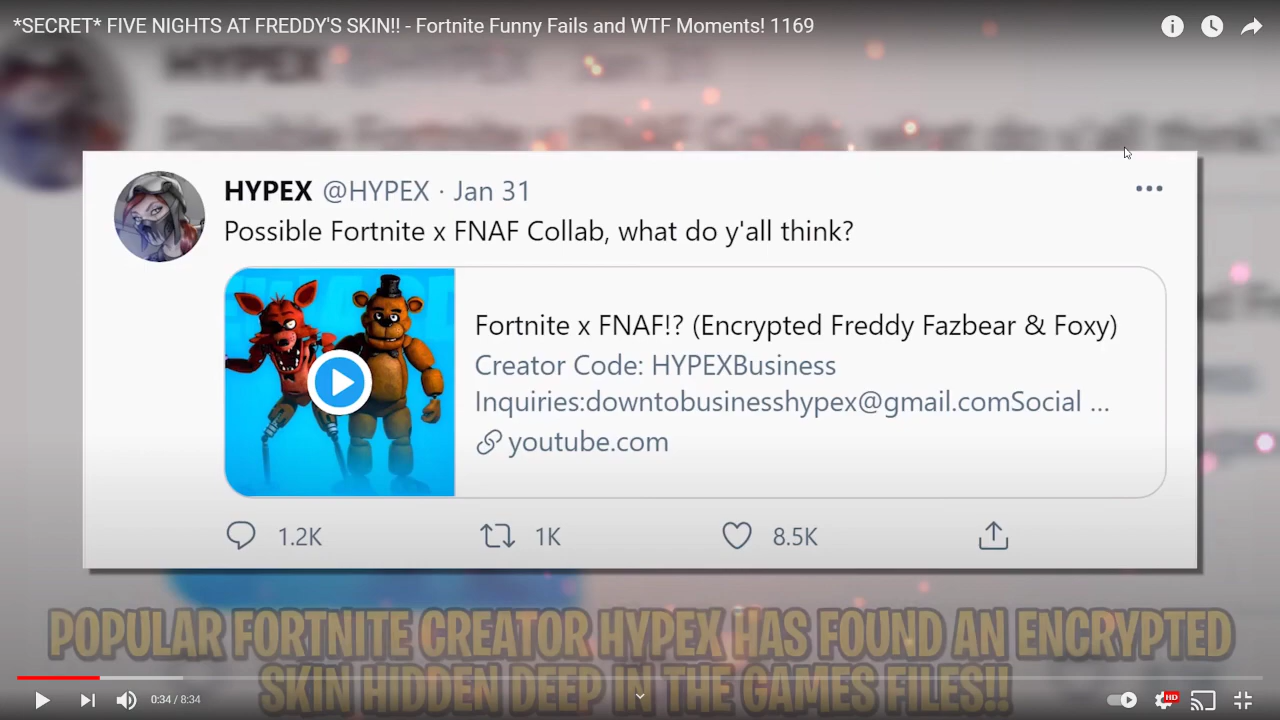 *SECRET* FIVE NIGHTS AT FREDDY'S SKIN!! - Fortnite Funny Fails and WTF Moments! 1169
HYPEX @HYPEX · Jan 31
Possible Fortnite x FNAF Collab, what do y'all think?
Fortnite x FNAF!? (Encrypted Freddy Fazbear & Foxy)
Creator Code: HYPEXBusiness
Inquiries:downtobusinesshypex@gmail.comSocial ...
youtube.com
1.2K 1K 8.5K
POPULAR FORTNITE CREATOR HYPEX HAS FOUND AN ENCRYPTED
SKIN HIDDEN DEEP IN THE GAMES FILES!!
0:34 / 8:34
HD